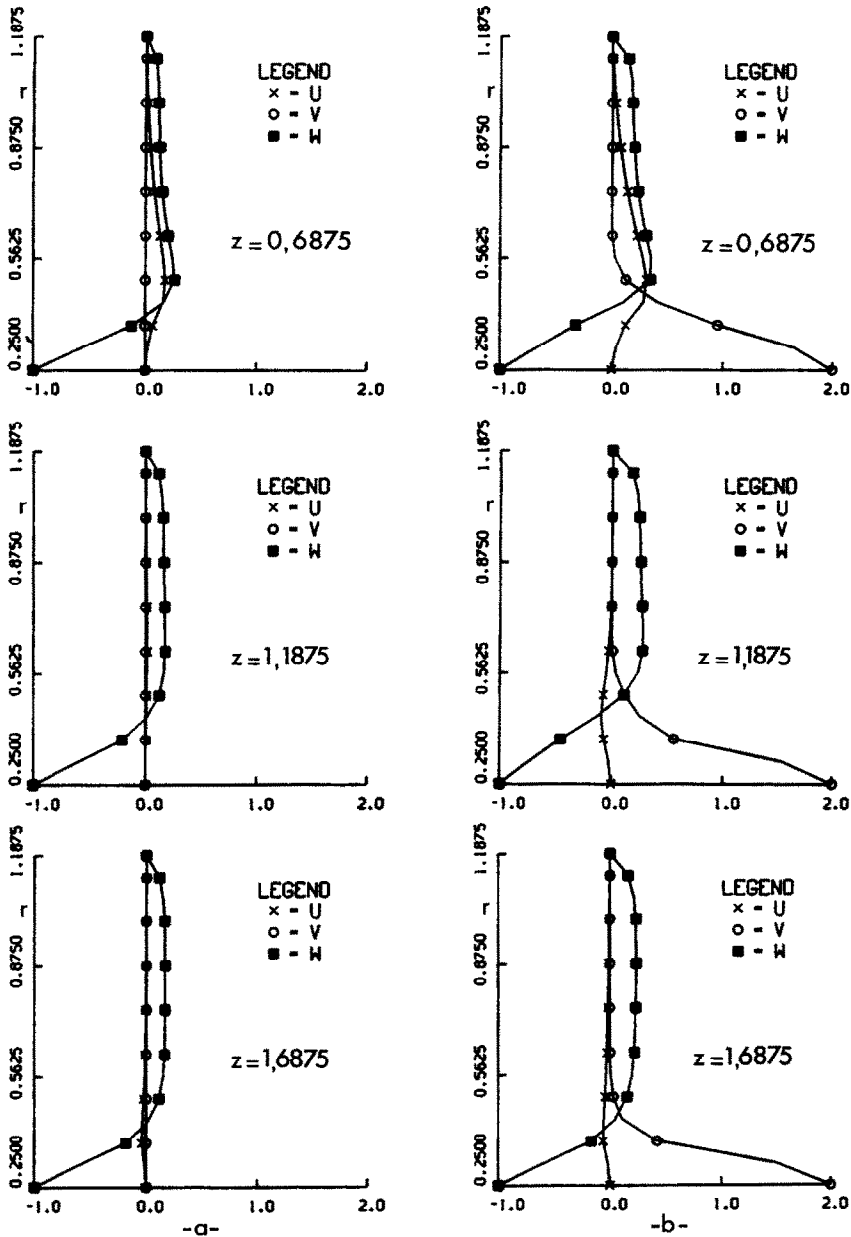 1.1875
r
0.8750
0.5625
0.2500
LEGEND
× - U
o - V
■ - W
z = 0,6875
-1.0 0.0 1.0 2.0
1.1875
r
0.8750
0.5625
0.2500
LEGEND
× - U
o - V
■ - W
z = 0,6875
-1.0 0.0 1.0 2.0
1.1875
r
0.8750
0.5625
0.2500
LEGEND
× - U
o - V
■ - W
z = 1,1875
-1.0 0.0 1.0 2.0
1.1875
r
0.8750
0.5625
0.2500
LEGEND
× - U
o - V
■ - W
z = 1,1875
-1.0 0.0 1.0 2.0
1.1875
r
0.8750
0.5625
0.2500
LEGEND
× - U
o - V
■ - W
z = 1,6875
-1.0 0.0 1.0 2.0
-a-
1.1875
r
0.8750
0.5625
0.2500
LEGEND
× - U
o - V
■ - W
z = 1,6875
-1.0 0.0 1.0 2.0
-b-